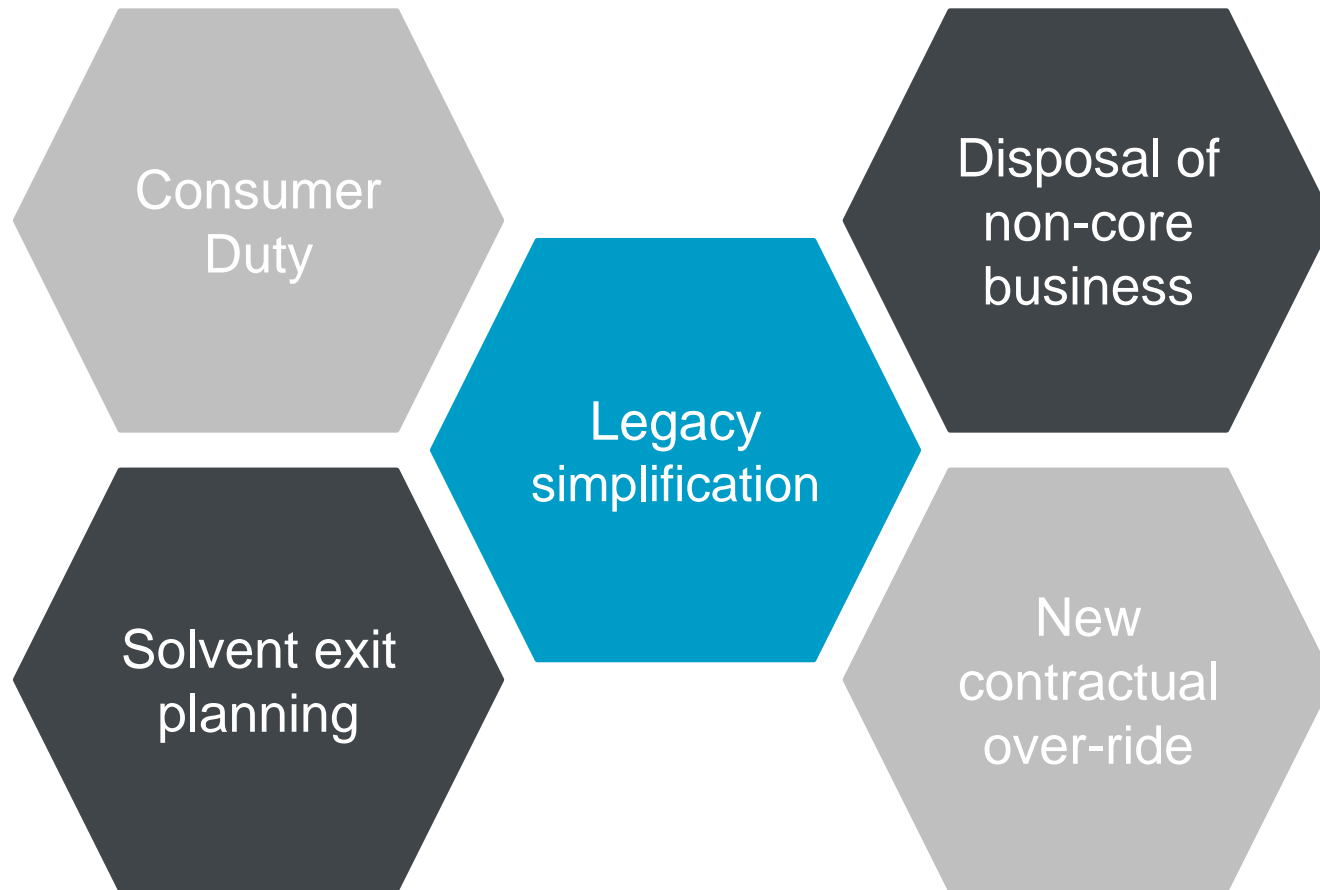 Consumer
Duty
Disposal of
non-core
business
Legacy
simplification
Solvent exit
planning
New
contractual
over-ride